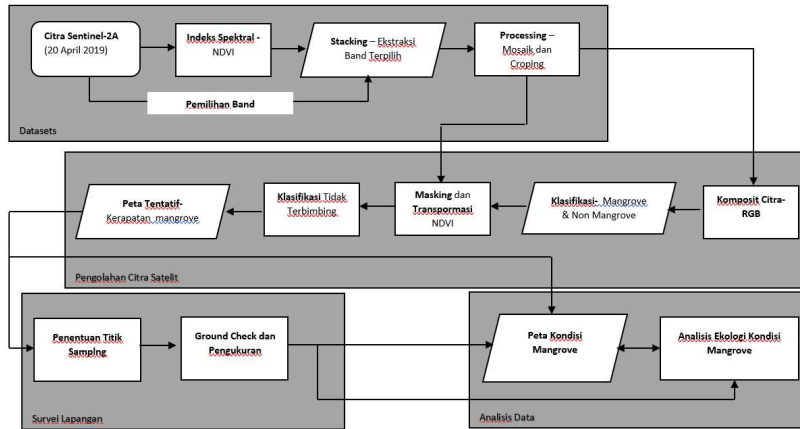 Citra Sentinel-2A
(20 April 2019)
Indeks Spektral -
NDVI
Stacking – Ekstraksi
Band Terpilih
Processing –
Mosaik dan
Croping
Pemilihan Band
Datasets
Peta Tentatif-
Kerapatan mangrove
Klasifikasi Tidak
Terbimbing
Masking dan
Transpormasi
NDVI
Klasifikasi- Mangrove
& Non Mangrove
Komposit Citra-
RGB
Pengolahan Citra Satelit
Penentuan Titik
Sampling
Ground Check dan
Pengukuran
Survei Lapangan
Peta Kondisi
Mangrove
Analisis Ekologi Kondisi
Mangrove
Analisis Data